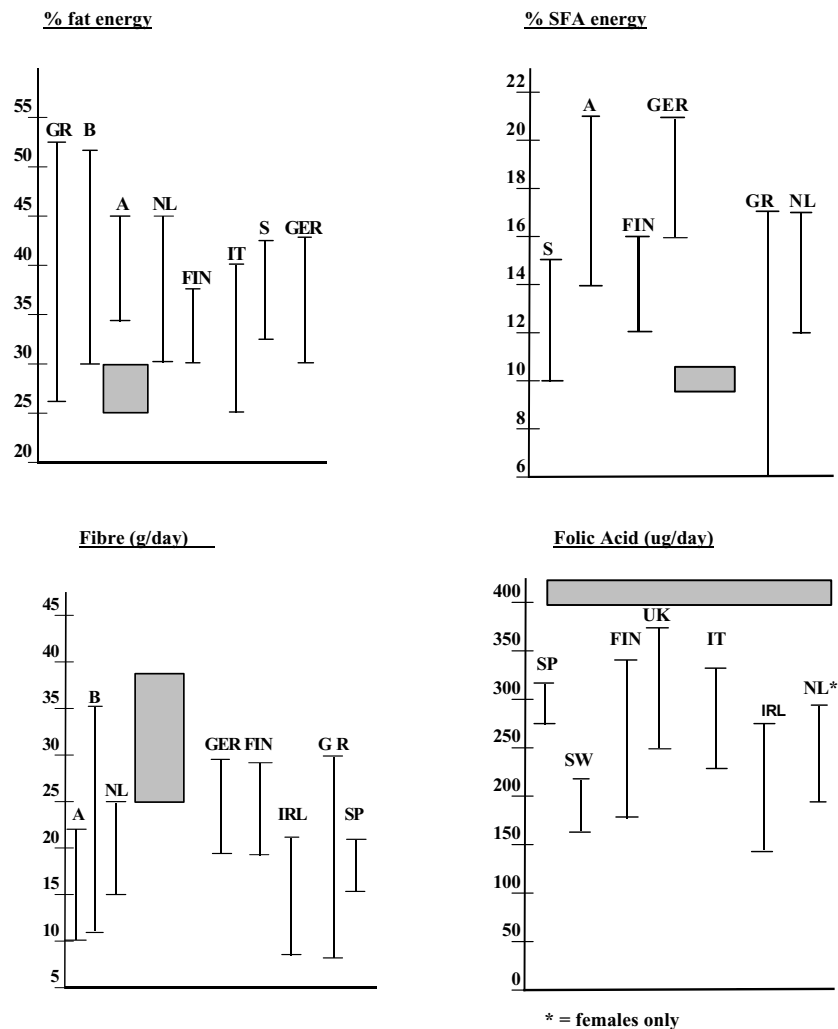 % fat energy
55
50
45
40
35
30
25
20
GR
B
A
NL
FIN
IT
S
GER
% SFA energy
22
20
18
16
14
12
10
8
6
S
A
FIN
GER
GR
NL
Fibre (g/day)
45
40
35
30
25
20
15
10
5
A
B
NL
GER
FIN
IRL
G R
SP
Folic Acid (ug/day)
400
350
300
250
200
150
100
50
0
SP
SW
FIN
UK
IT
IRL
NL*
* = females only